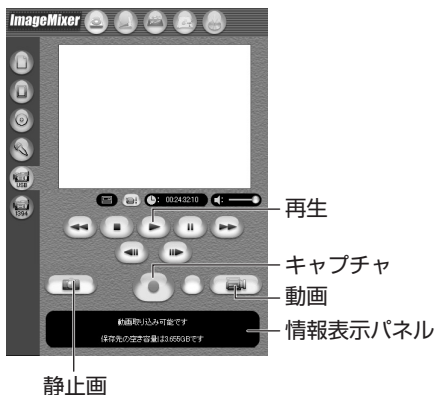 ImageMixer
USB
1394
00:24:32:10
再生
キャプチャ
動画
動画取り込み可能です
保存先の空き容量は3.655GBです
情報表示パネル
静止画